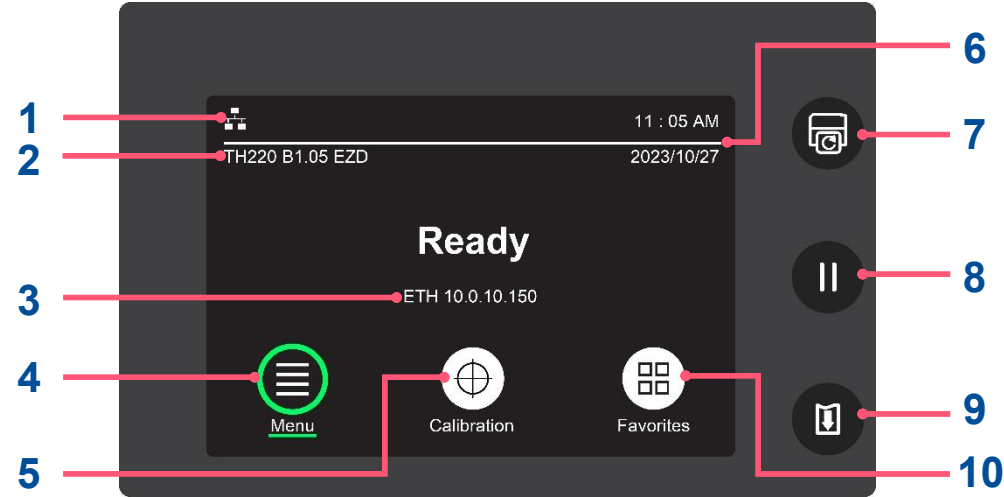 1
6
11 : 05 AM
7
2
TH220 B1.05 EZD
2023/10/27
Ready
8
3
ETH 10.0.10.150
4
9
Menu
Calibration
Favorites
5
10